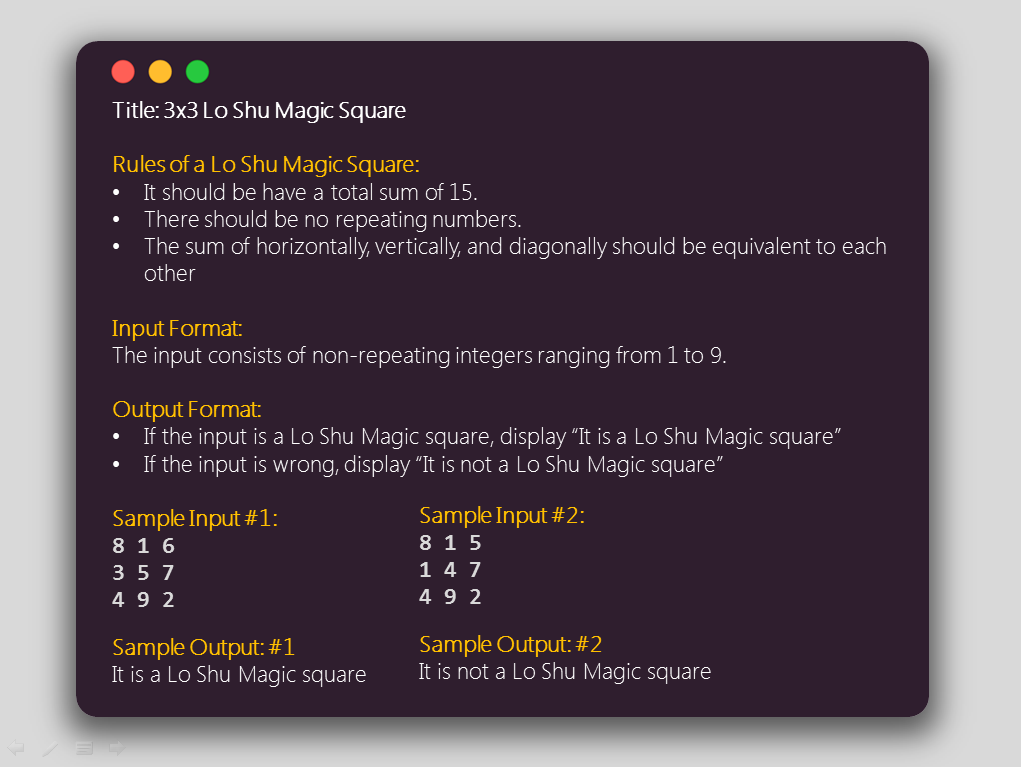 Title: 3x3 Lo Shu Magic Square
Rules of a Lo Shu Magic Square:
• It should be have a total sum of 15.
• There should be no repeating numbers.
• The sum of horizontally, vertically, and diagonally should be equivalent to each
other
Input Format:
The input consists of non-repeating integers ranging from 1 to 9.
Output Format:
• If the input is a Lo Shu Magic square, display “It is a Lo Shu Magic square”
• If the input is wrong, display “It is not a Lo Shu Magic square”
Sample Input #1:
8 1 6
3 5 7
4 9 2
Sample Output: #1
It is a Lo Shu Magic square
Sample Input #2:
8 1 5
1 4 7
4 9 2
Sample Output: #2
It is not a Lo Shu Magic square